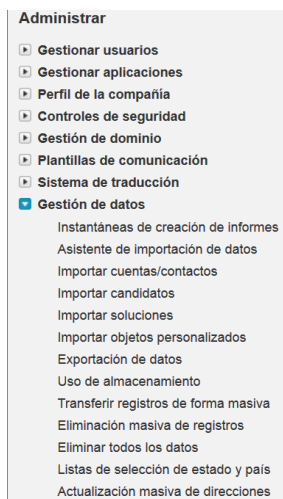 Administrar
Gestionar usuarios
Gestionar aplicaciones
Perfil de la compañía
Controles de seguridad
Gestión de dominio
Plantillas de comunicación
Sistema de traducción
Gestión de datos
Instantáneas de creación de informes
Asistente de importación de datos
Importar cuentas/contactos
Importar candidatos
Importar soluciones
Importar objetos personalizados
Exportación de datos
Uso de almacenamiento
Transferir registros de forma masiva
Eliminación masiva de registros
Eliminar todos los datos
Listas de selección de estado y país
Actualización masiva de direcciones